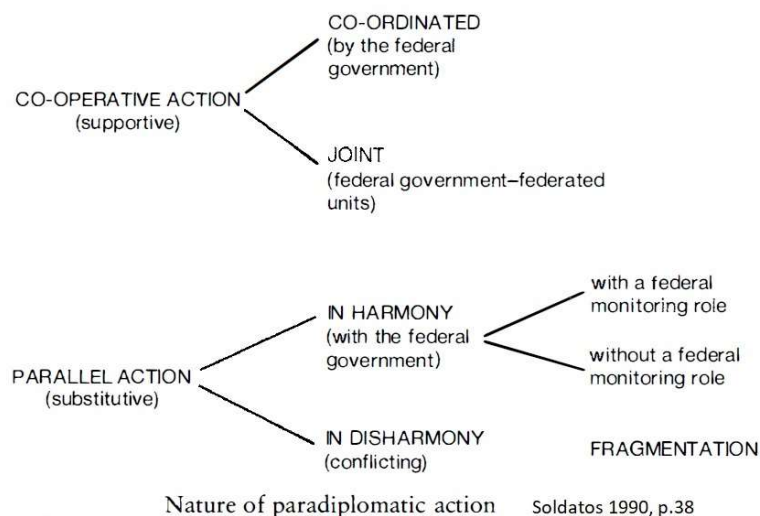 CO-ORDINATED
(by the federal
government)
CO-OPERATIVE ACTION
(supportive)
JOINT
(federal government–federated
units)
with a federal
monitoring role
IN HARMONY
(with the federal
government)
without a federal
monitoring role
PARALLEL ACTION
(substitutive)
IN DISHARMONY
(conflicting)
FRAGMENTATION
Nature of paradiplomatic action Soldatos 1990, p.38